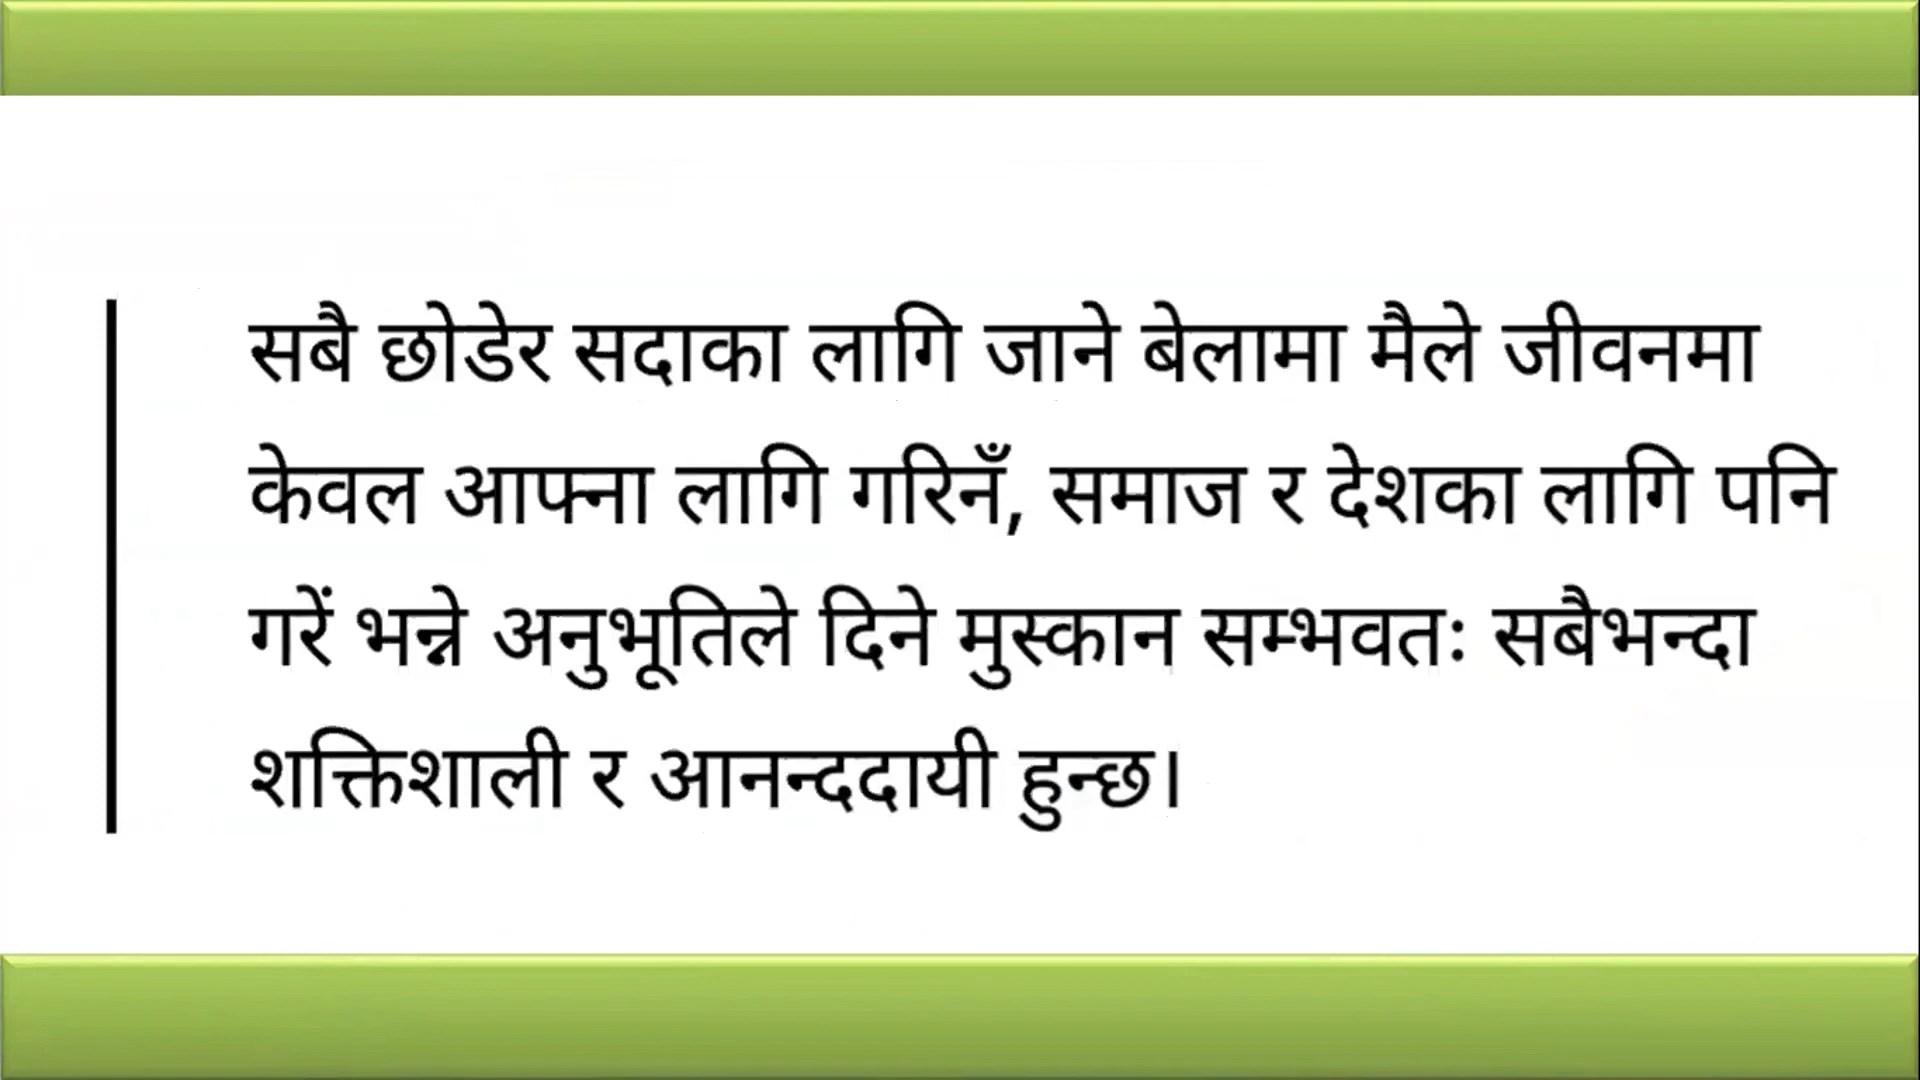 सबै छोडेर सदाका लागि जाने बेलामा मैले जीवनमा
केवल आफ्ना लागि गरिनँ, समाज र देशका लागि पनि
गरें भन्ने अनुभूतिले दिने मुस्कान सम्भवतः सबैभन्दा
शक्तिशाली र आनन्ददायी हुन्छ।